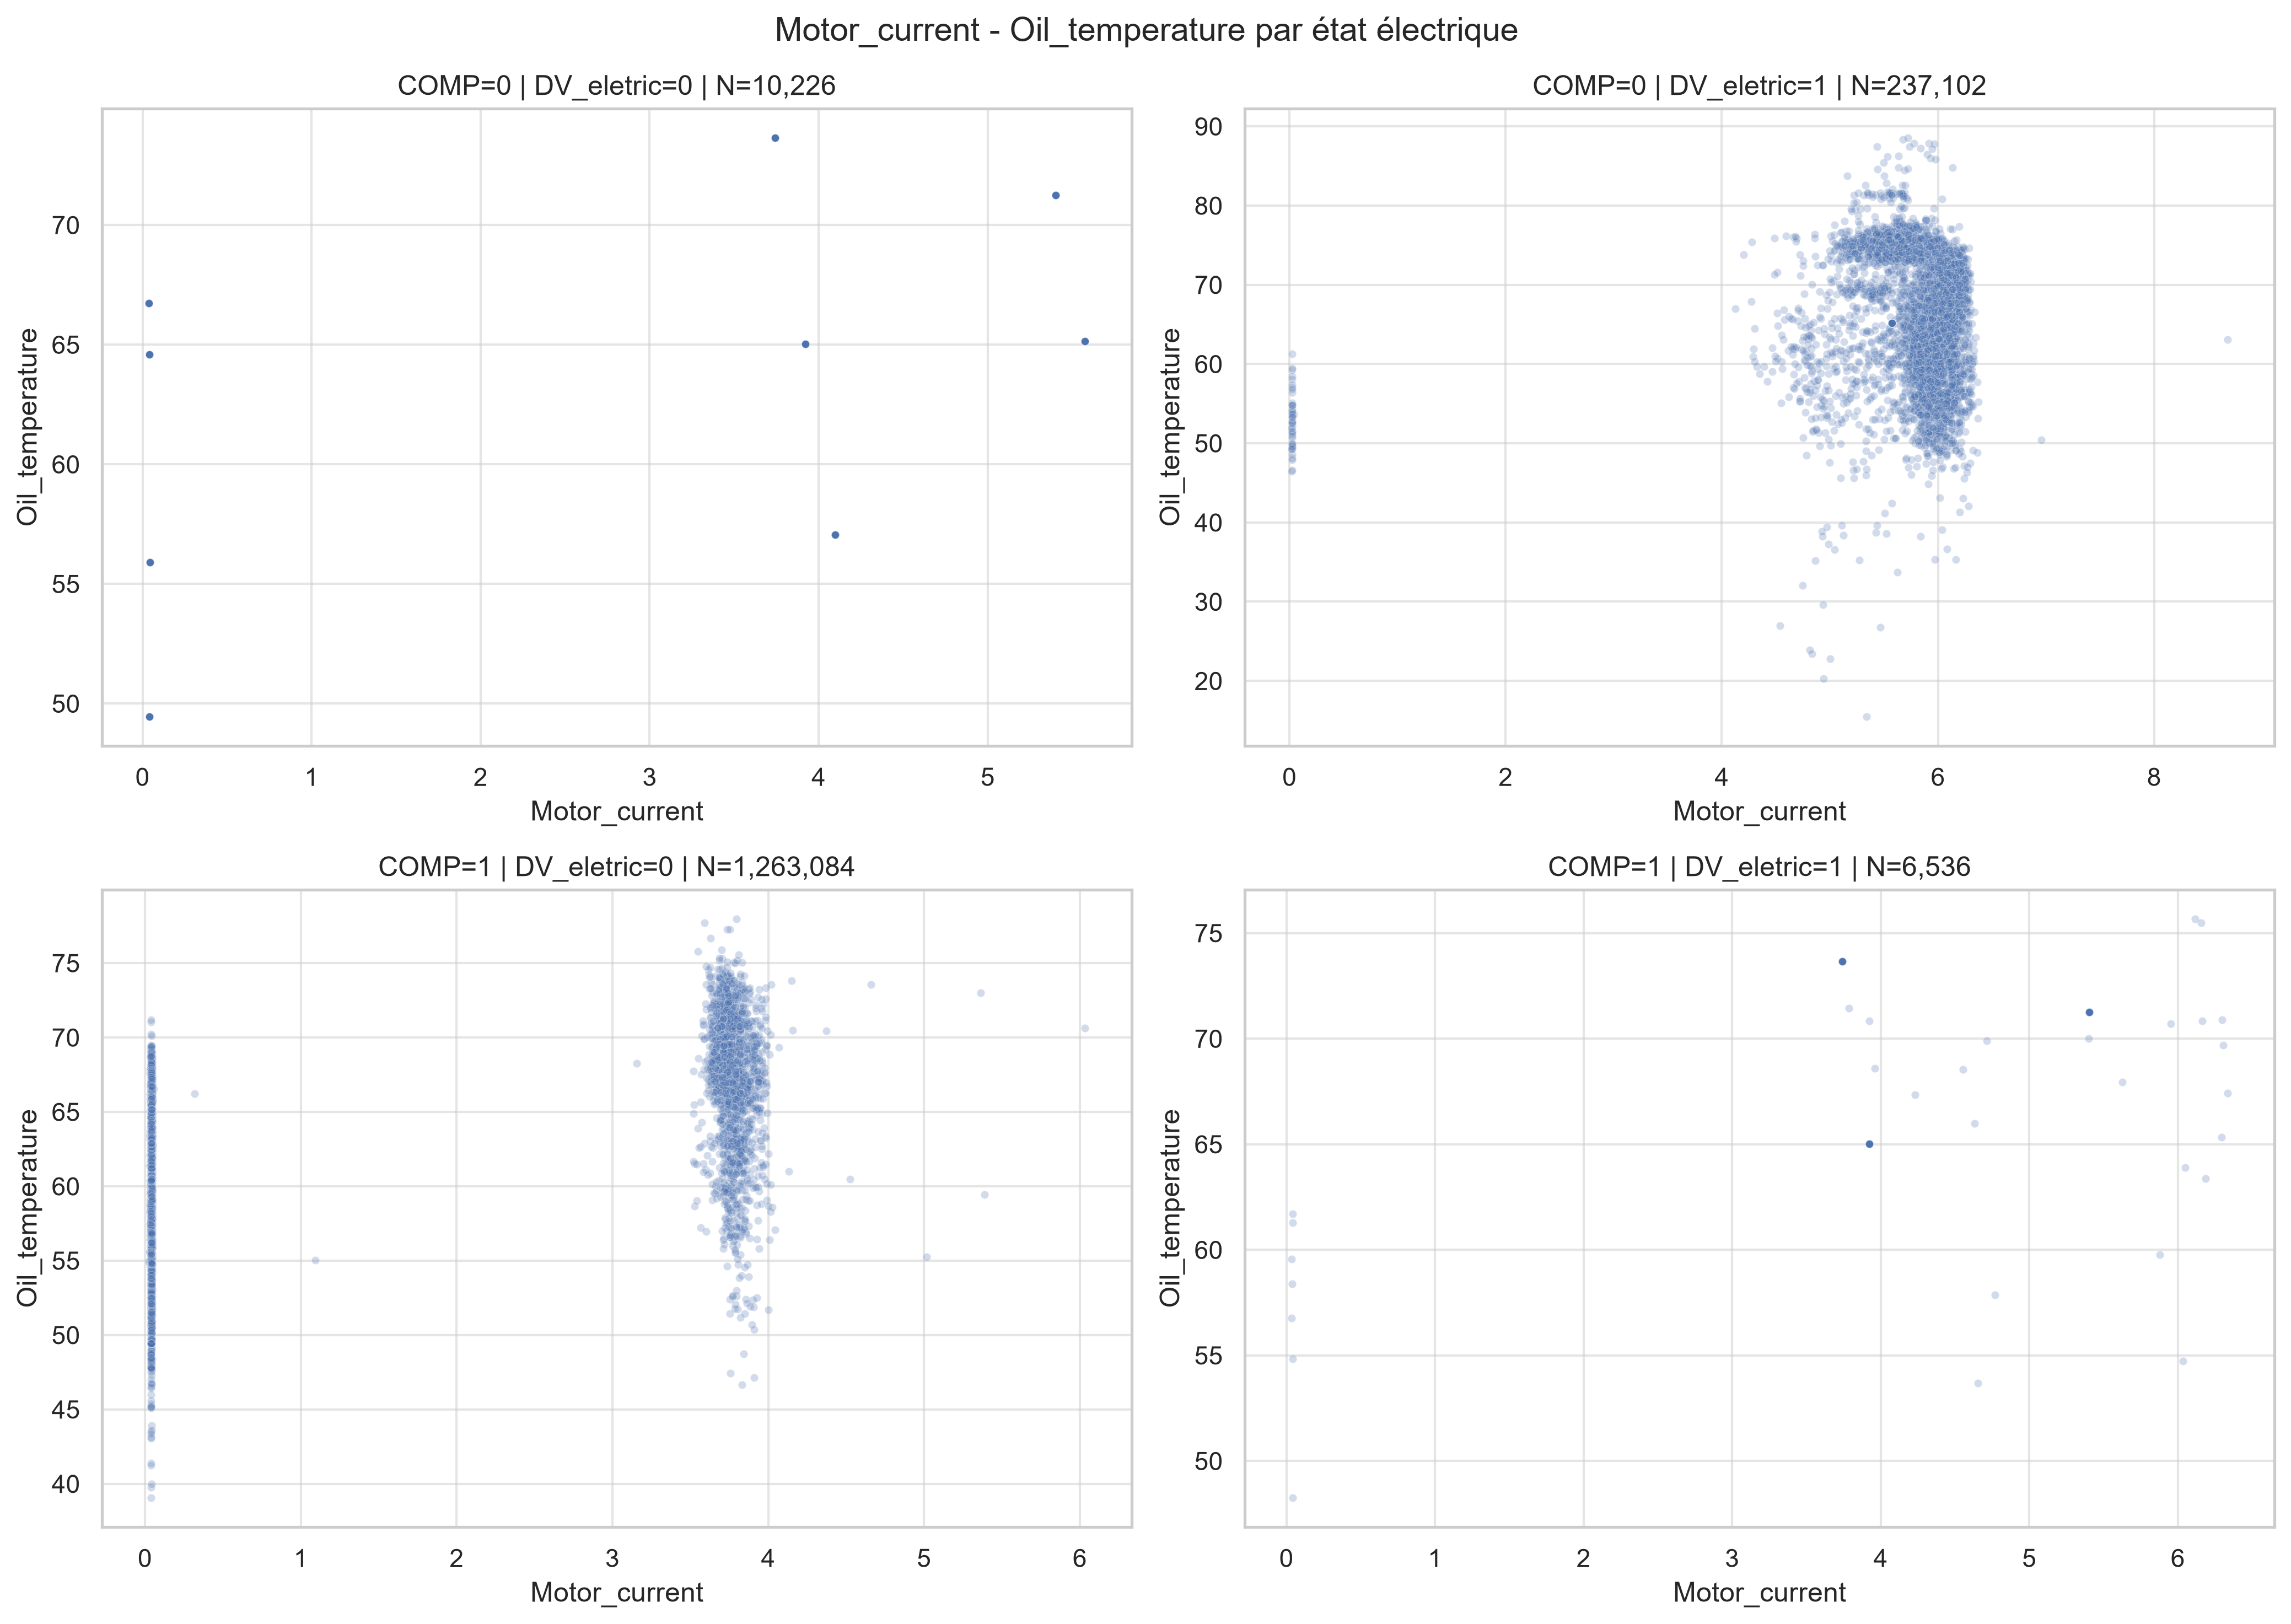 Motor_current - Oil_temperature par état électrique
COMP=0 | DV_eletric=0 | N=10,226
70
65
60
55
50
Oil_temperature
0 1 2 3 4 5
Motor_current
COMP=0 | DV_eletric=1 | N=237,102
90
80
70
60
50
40
30
20
Oil_temperature
0 2 4 6 8
Motor_current
COMP=1 | DV_eletric=0 | N=1,263,084
75
70
65
60
55
50
45
40
Oil_temperature
0 1 2 3 4 5 6
Motor_current
COMP=1 | DV_eletric=1 | N=6,536
75
70
65
60
55
50
Oil_temperature
0 1 2 3 4 5 6
Motor_current